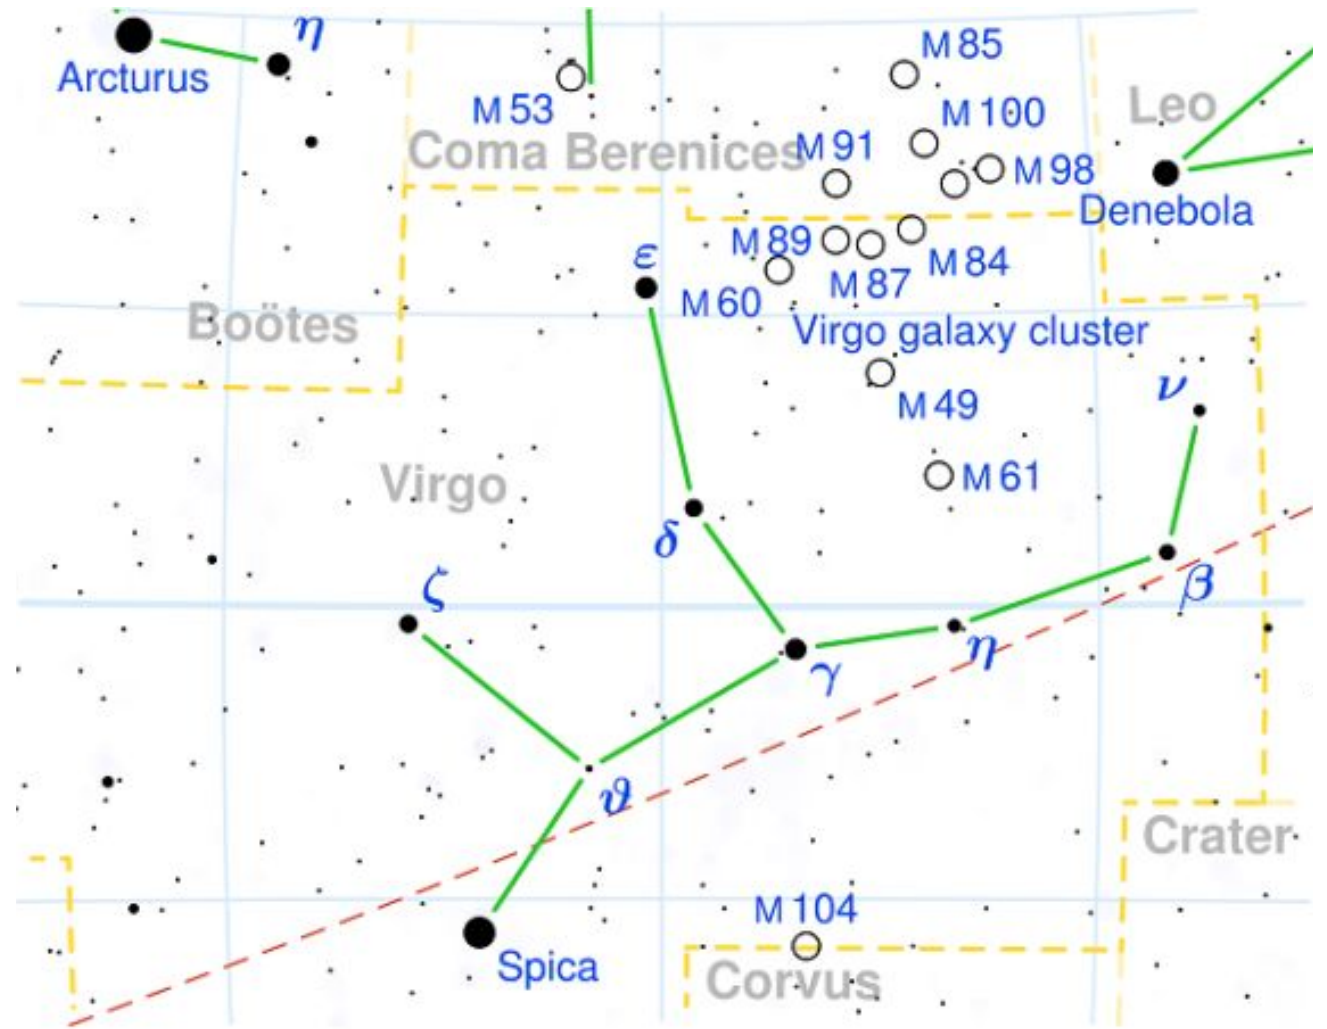 η
Arcturus
M 53
M 85
M 100
Leo
Coma Berenices
M 91
M 98
Denebola
ε
M 89
M 84
M 60
M 87
Boötes
Virgo galaxy cluster
ν
M 49
Virgo
M 61
δ
ζ
β
γ
η
ϑ
Crater
M 104
Spica
Corvus